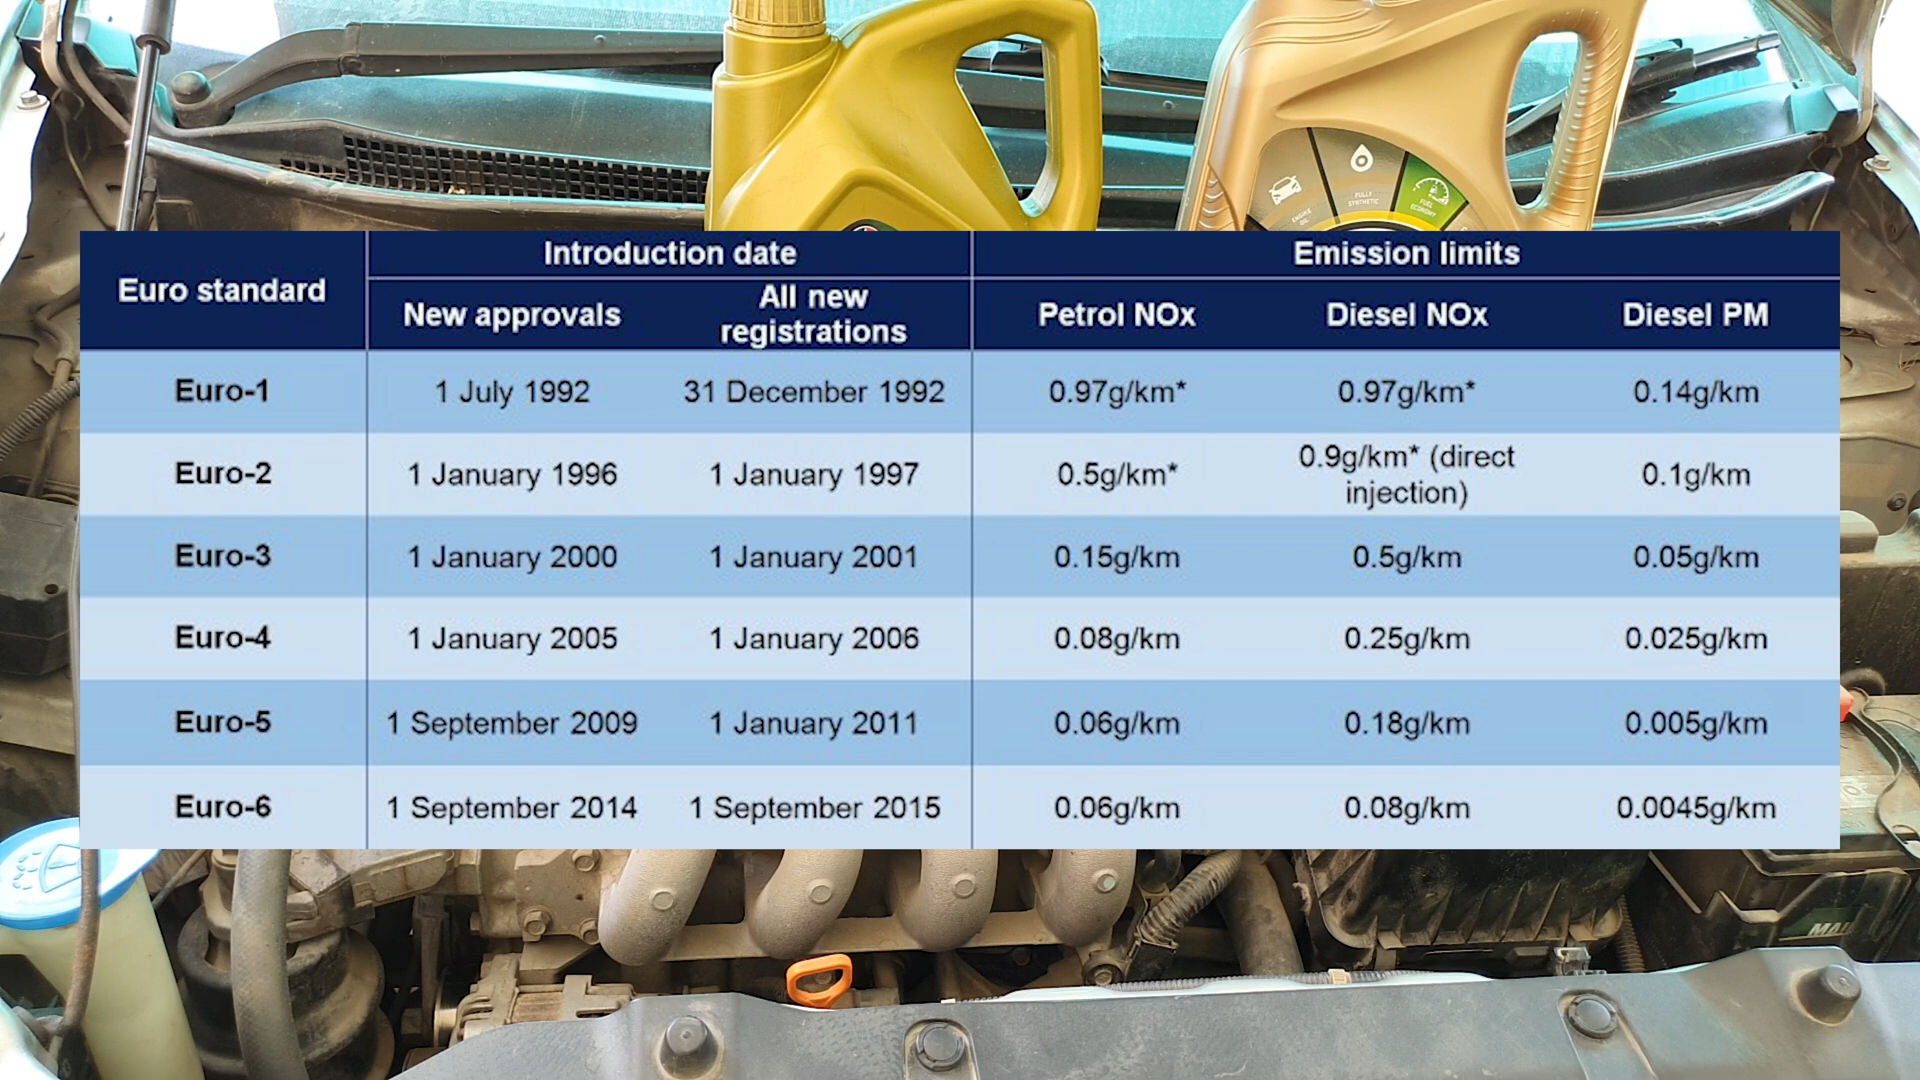 ENGINE OIL
FULLY SYNTHETIC
FUEL ECONOMY
Euro standard
Introduction date
Emission limits
New approvals
All new
registrations
Petrol NOx
Diesel NOx
Diesel PM
Euro-1 1 July 1992 31 December 1992 0.97g/km* 0.97g/km* 0.14g/km
Euro-2 1 January 1996 1 January 1997 0.5g/km* 0.9g/km* (direct
injection) 0.1g/km
Euro-3 1 January 2000 1 January 2001 0.15g/km 0.5g/km 0.05g/km
Euro-4 1 January 2005 1 January 2006 0.08g/km 0.25g/km 0.025g/km
Euro-5 1 September 2009 1 January 2011 0.06g/km 0.18g/km 0.005g/km
Euro-6 1 September 2014 1 September 2015 0.06g/km 0.08g/km 0.0045g/km